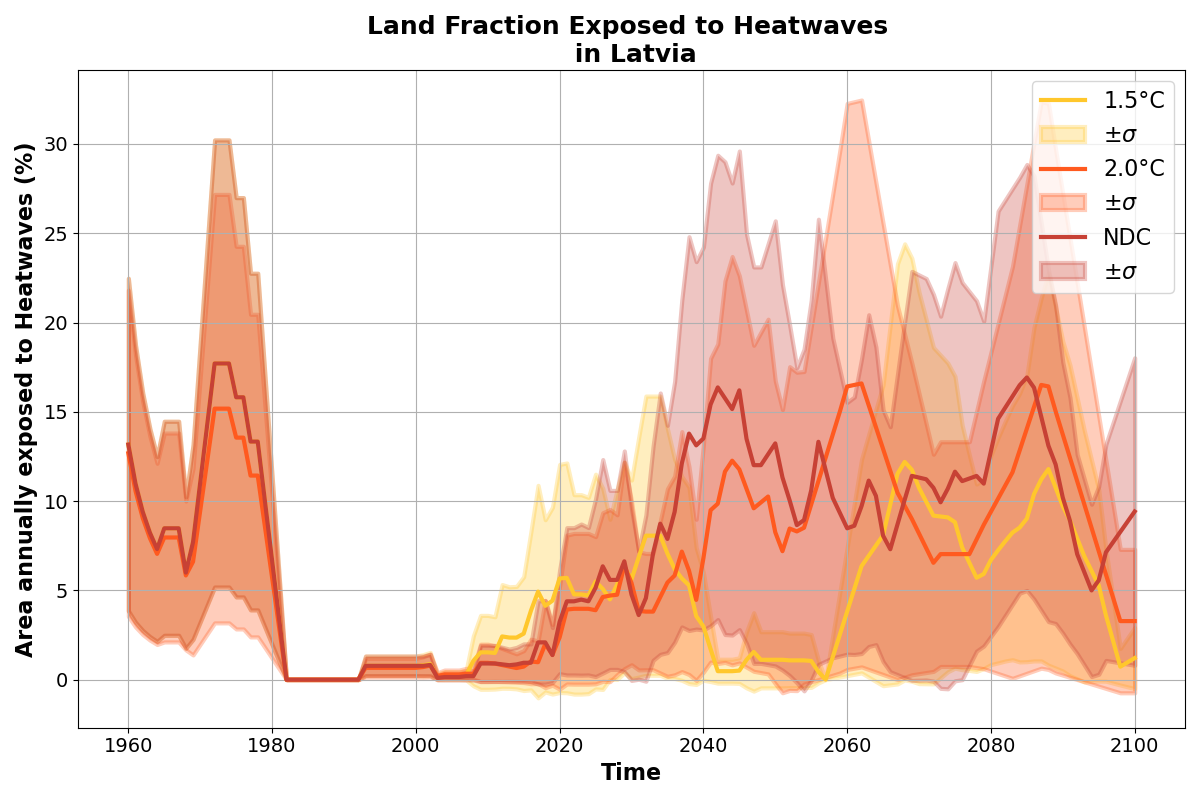 Land Fraction Exposed to Heatwaves
in Latvia
Area annually exposed to Heatwaves (%)
30
25
20
15
10
5
0
1960 1980 2000 2020 2040 2060 2080 2100
Time
1.5°C
±σ
2.0°C
±σ
NDC
±σ